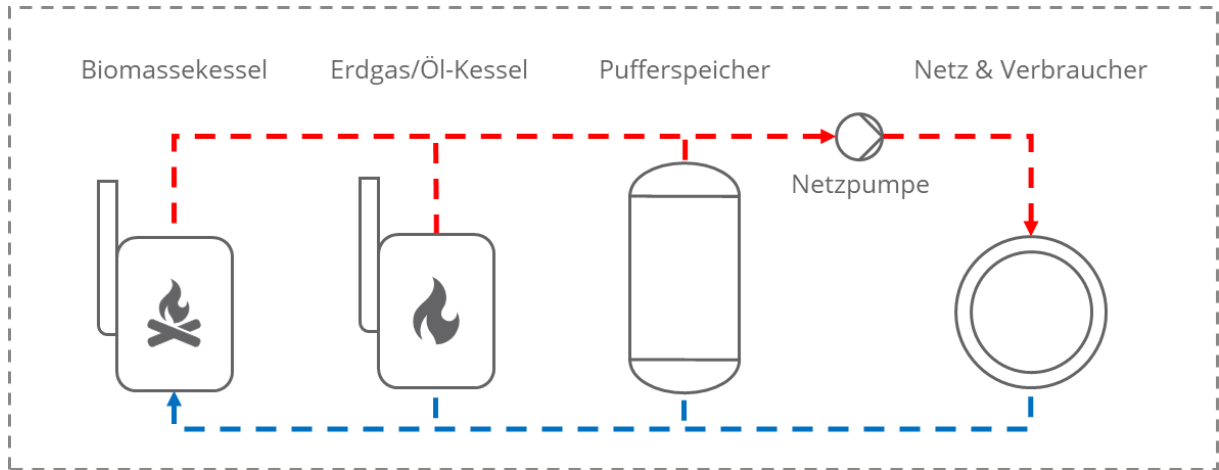 Biomassekessel
Erdgas/Öl-Kessel
Pufferspeicher
Netz & Verbraucher
Netzpumpe